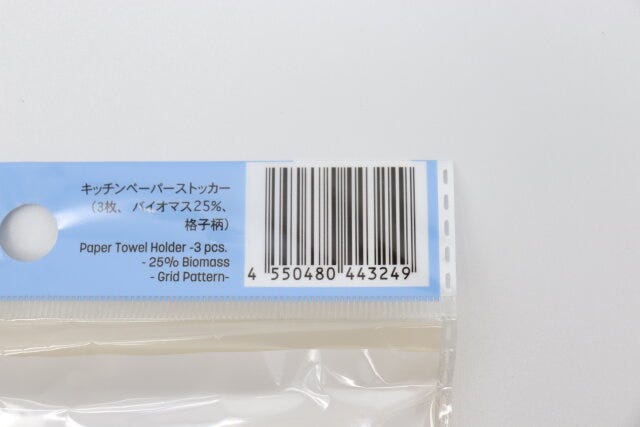 キッチンペーパーストッカー
(3枚、バイオマス25%、
格子柄)
Paper Towel Holder -3 pcs.
- 25% Biomass
- Grid Pattern-
4 550480 443249